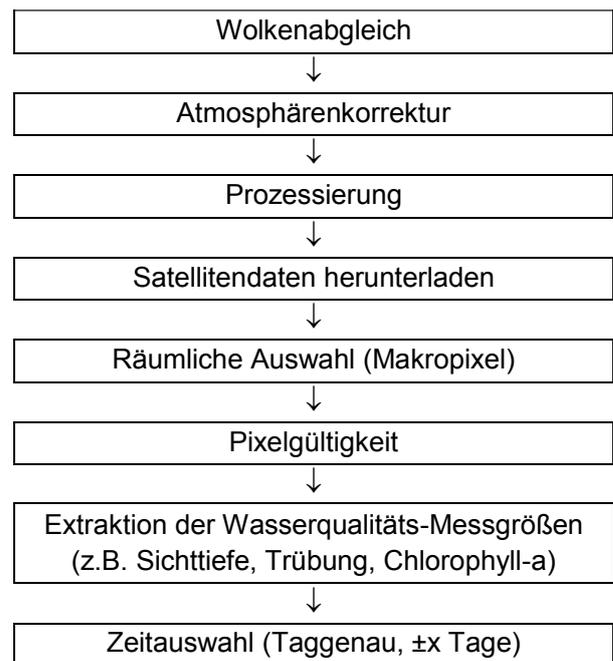 Wolkenabgleich
↓
Atmosphärenkorrektur
↓
Prozessierung
↓
Satellitendaten herunterladen
↓
Räumliche Auswahl (Makropixel)
↓
Pixelgültigkeit
↓
Extraktion der Wasserqualitäts-Messgrößen
(z.B. Sichttiefe, Trübung, Chlorophyll-a)
↓
Zeitauswahl (Taggenau, ±x Tage)